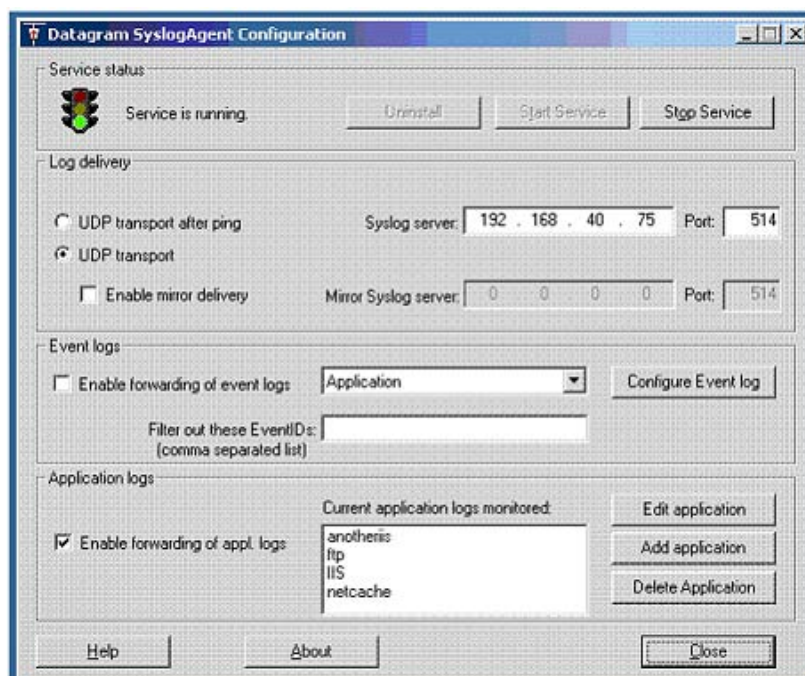 Datagram SyslogAgent Configuration
Service status
Service is running.
Uninstall
Start Service
Stop Service
Log delivery
UDP transport after ping
Syslog server: 192 . 168 . 40 . 75 Port: 514
UDP transport
Enable mirror delivery
Mirror Syslog server: 0 . 0 . 0 . 0 Port: 514
Event logs
Enable forwarding of event logs
Application
Configure Event log
Filter out these EventIDs:
(comma separated list)
Application logs
Current application logs monitored:
Enable forwarding of appl. logs
anotheriis
ftp
IIS
netcache
Edit application
Add application
Delete Application
Help
About
Close